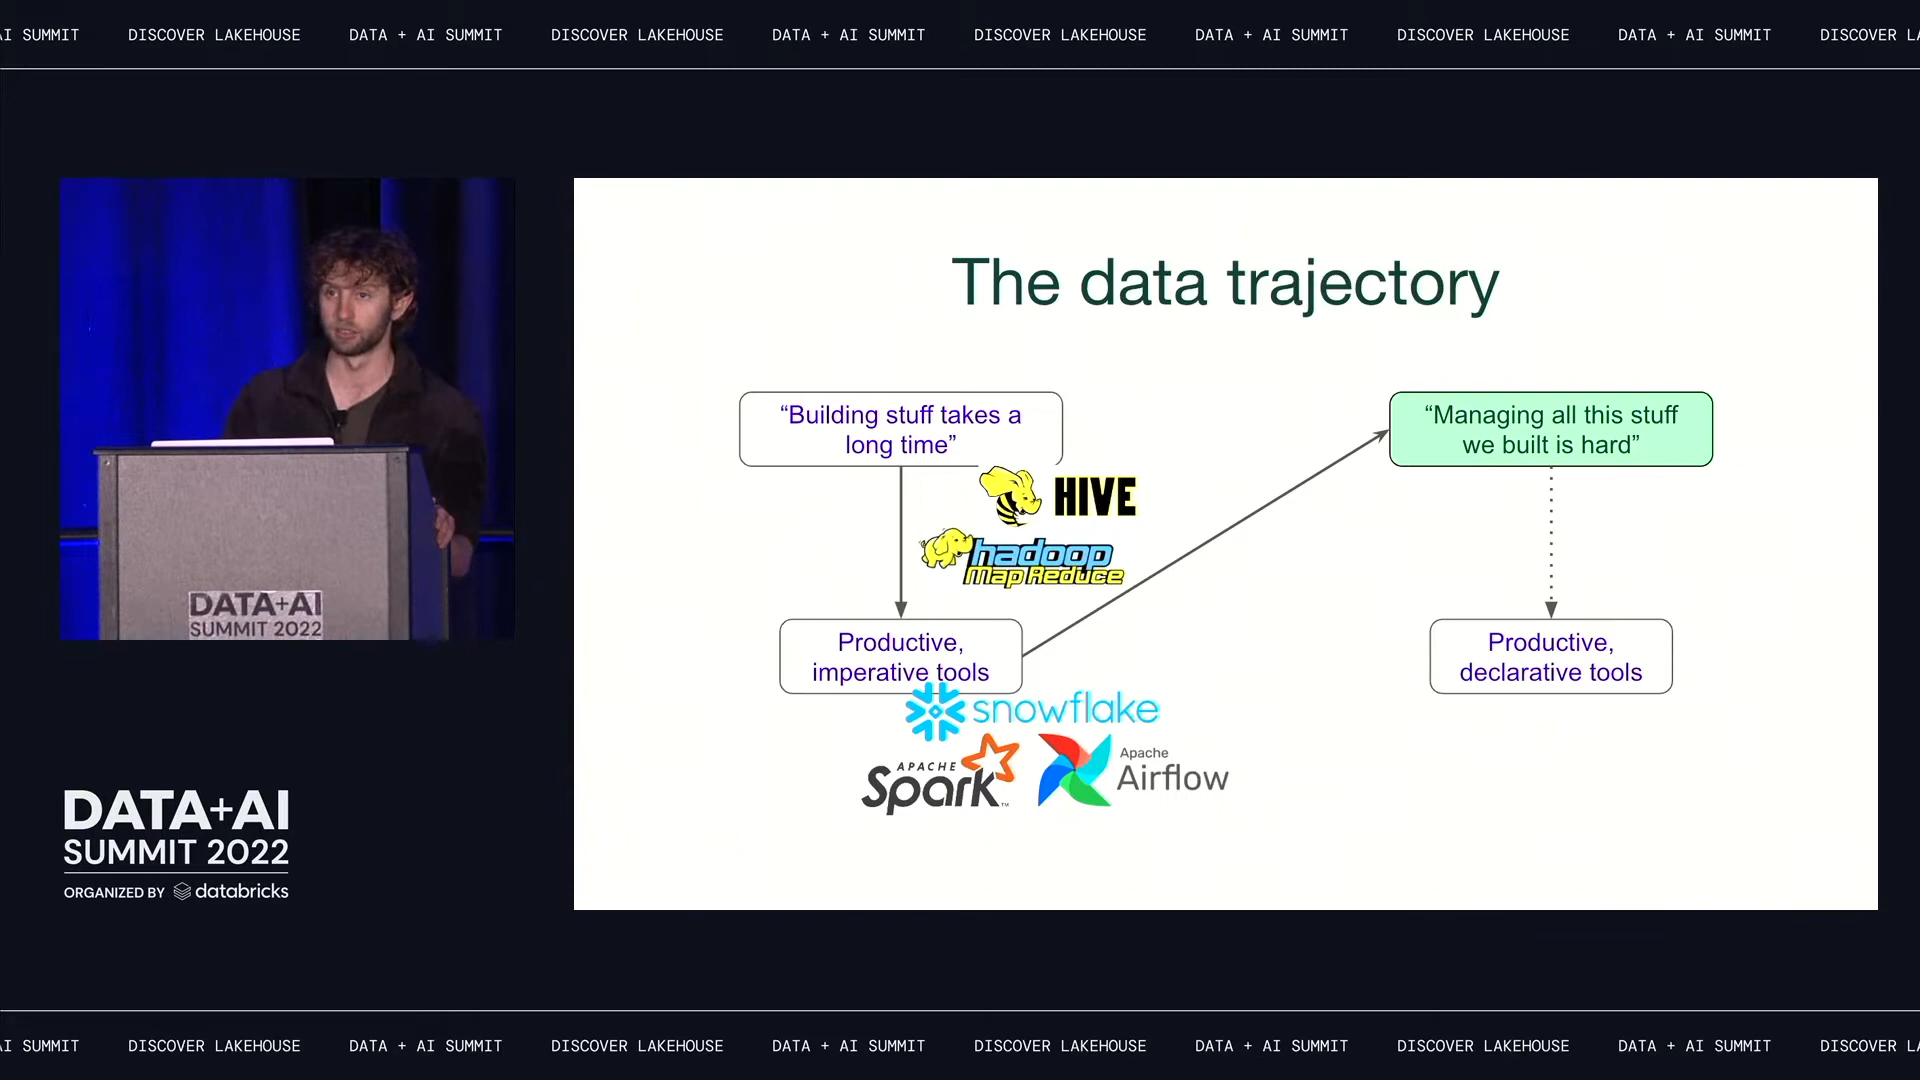 AI SUMMIT DISCOVER LAKEHOUSE DATA + AI SUMMIT DISCOVER LAKEHOUSE DATA + AI SUMMIT DISCOVER LAKEHOUSE DATA + AI SUMMIT DISCOVER LAKEHOUSE DATA + AI SUMMIT DISCOVER LA
The data trajectory
“Building stuff takes a
long time”
“Managing all this stuff
we built is hard”
HIVE
hadoop
MapReduce
Productive,
imperative tools
Productive,
declarative tools
snowflake
APACHE
Spark™
Apache
Airflow
DATA+AI
SUMMIT 2022
DATA+AI
SUMMIT 2022
ORGANIZED BY databricks
AI SUMMIT DISCOVER LAKEHOUSE DATA + AI SUMMIT DISCOVER LAKEHOUSE DATA + AI SUMMIT DISCOVER LAKEHOUSE DATA + AI SUMMIT DISCOVER LAKEHOUSE DATA + AI SUMMIT DISCOVER LA